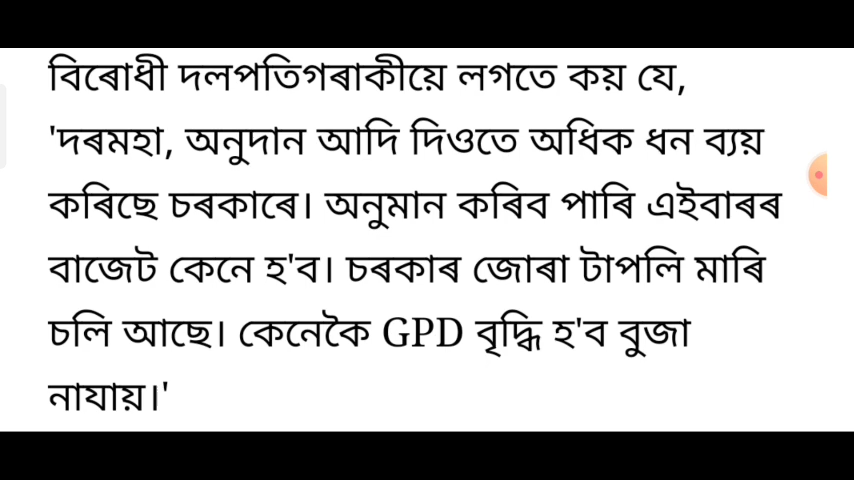 বিৰোধী দলপতিগৰাকীয়ে লগতে কয় যে,
'দৰমহা, অনুদান আদি দিওতে অধিক ধন ব্যয়
কৰিছে চৰকাৰে। অনুমান কৰিব পাৰি এইবাৰৰ
বাজেট কেনে হ'ব। চৰকাৰ জোৰা টাপলি মাৰি
চলি আছে। কেনেকৈ GPD বৃদ্ধি হ'ব বুজা
নাযায়।'